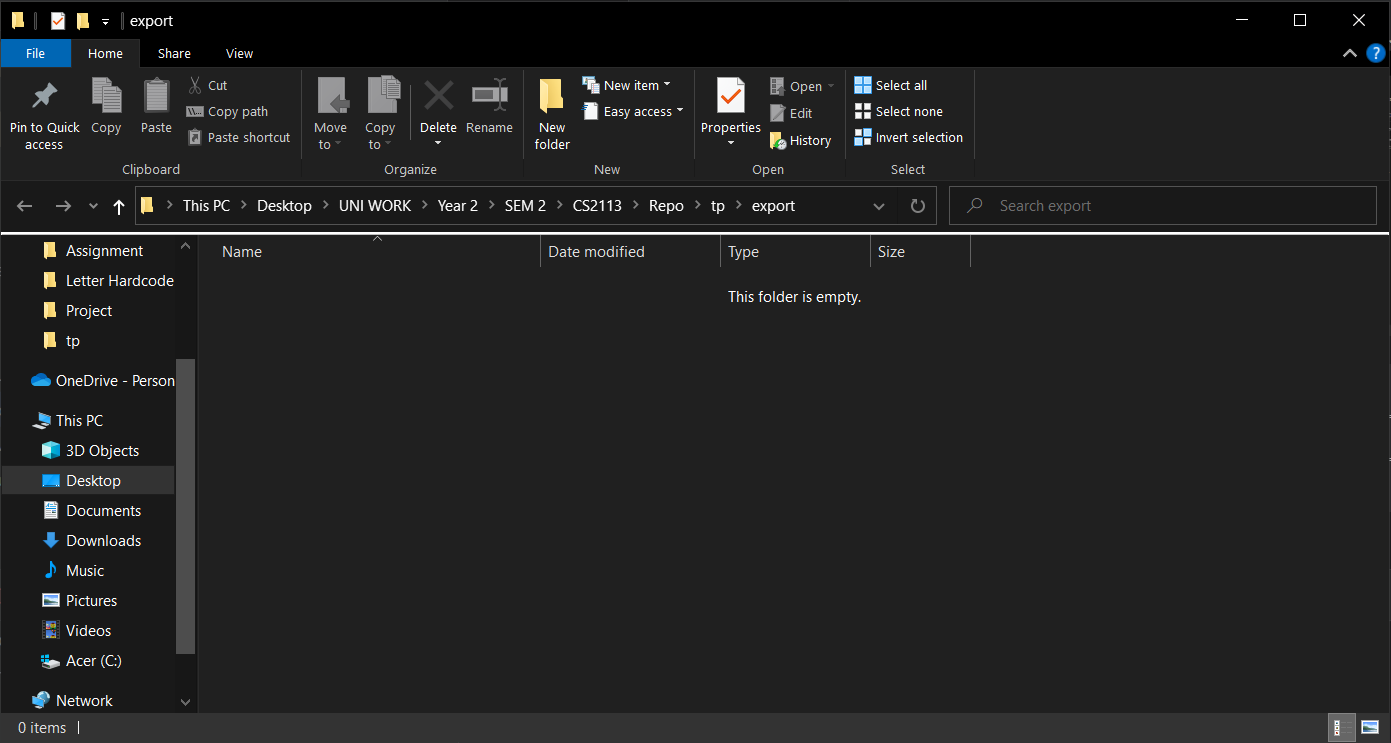 export
File Home Share View
Pin to Quick access
Copy
Paste
Cut
Copy path
Paste shortcut
Clipboard
Move to
Copy to
Delete
Rename
Organize
New folder
New item
Easy access
New
Properties
Open
Edit
History
Open
Select all
Select none
Invert selection
Select
This PC > Desktop > UNI WORK > Year 2 > SEM 2 > CS2113 > Repo > tp > export
Search export
Assignment
Letter Hardcode
Project
tp
OneDrive - Person
This PC
3D Objects
Desktop
Documents
Downloads
Music
Pictures
Videos
Acer (C:)
Network
Name Date modified Type Size
This folder is empty.
0 items